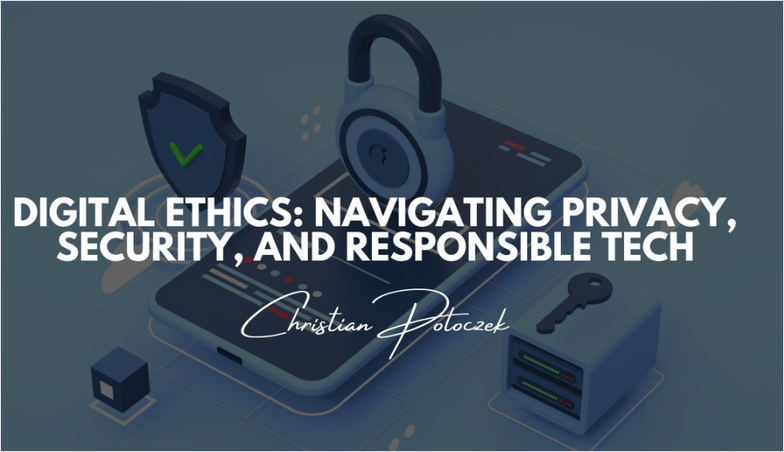 DIGITAL ETHICS: NAVIGATING PRIVACY,
SECURITY, AND RESPONSIBLE TECH
Christian Potoczek